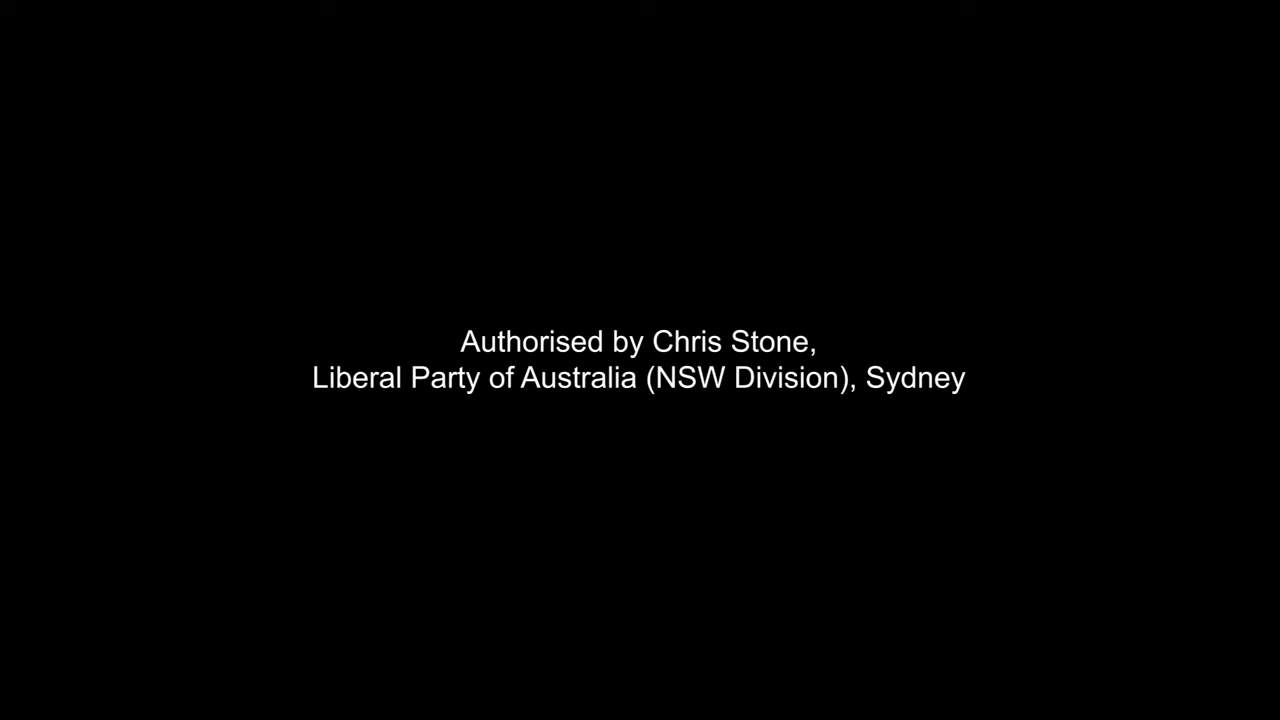 Authorised by Chris Stone,
Liberal Party of Australia (NSW Division), Sydney